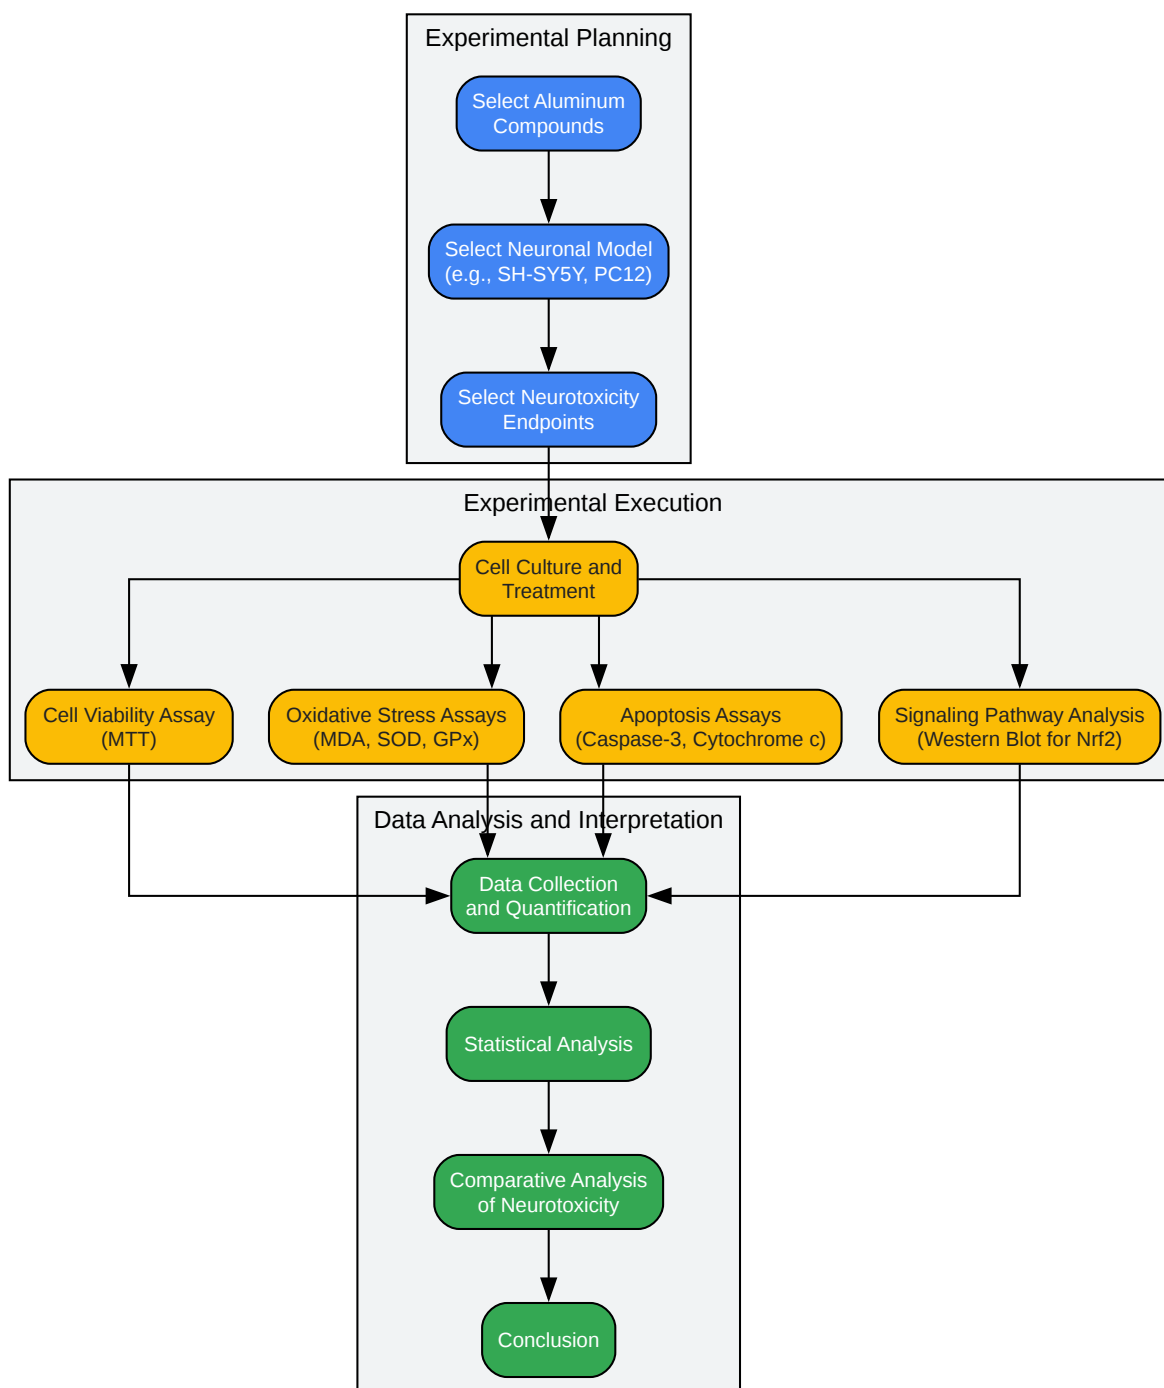 Experimental Planning
Select Aluminum
Compounds
Select Neuronal Model
(e.g., SH-SY5Y, PC12)
Select Neurotoxicity
Endpoints
Experimental Execution
Cell Culture and
Treatment
Cell Viability Assay
(MTT)
Oxidative Stress Assays
(MDA, SOD, GPx)
Apoptosis Assays
(Caspase-3, Cytochrome c)
Signaling Pathway Analysis
(Western Blot for Nrf2)
Data Analysis and Interpretation
Data Collection
and Quantification
Statistical Analysis
Comparative Analysis
of Neurotoxicity
Conclusion